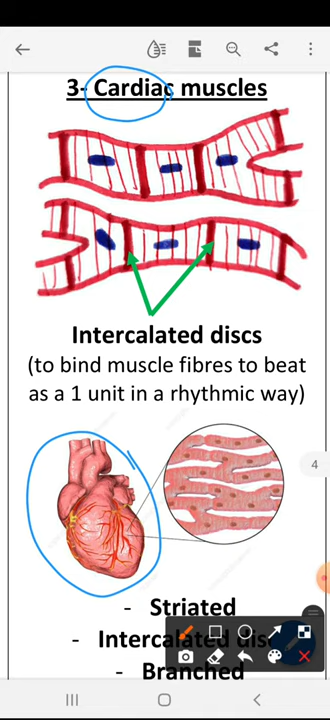 3- Cardiac muscles
Intercalated discs
(to bind muscle fibres to beat
as a 1 unit in a rhythmic way)
4
- Striated
- Intercalated dis
- Branched